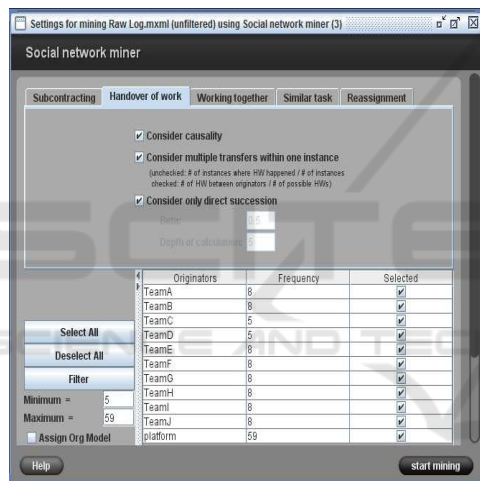 Settings for mining Raw Log.mxml (unfiltered) using Social network miner (3)
Social network miner
Subcontracting Handover of work Working together Similar task Reassignment
Consider causality
Consider multiple transfers within one instance
(unchecked: # of instances where HW happened / # of instances
checked: # of HW between originators / # of possible HWs)
Consider only direct succession
Beta: 0.5
Depth of calculation: 5
Originators Frequency Selected
TeamA 8
TeamB 8
TeamC 5
TeamD 5
TeamE 8
TeamF 8
TeamG 8
TeamH 8
TeamI 8
TeamJ 8
platform 59
Select All
Deselect All
Filter
Minimum = 5
Maximum = 59
Assign Org Model
Help start mining
SCITE
SCIENCE AND TEC